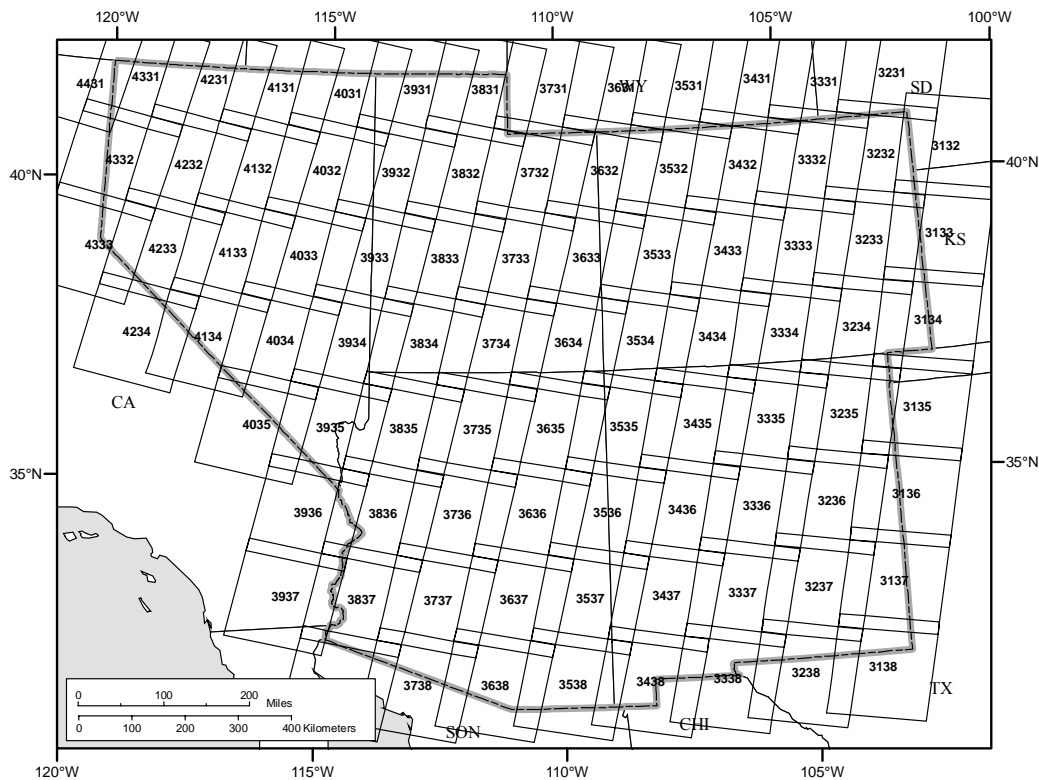 120°W 115°W 110°W 105°W 100°W
4431 4331 4231 4131 4031 3931 3831 3731 3631 WY 3531 3431 3331 3231 SD
40°N 4332 4232 4132 4032 3932 3832 3732 3632 3532 3432 3332 3232 3132 40°N
4333 4233 4133 4033 3933 3833 3733 3633 3533 3433 3333 3233 3133 KS
4234 4134 4034 3934 3834 3734 3634 3534 3434 3334 3234 3134
CA 4035 3935 3835 3735 3635 3535 3435 3335 3235 3135
35°N 35°N
3936 3836 3736 3636 3536 3436 3336 3236 3136
3937 3837 3737 3637 3537 3437 3337 3237 3137
3738 3638 3538 3438 3338 3238 3138
SON CHI TX
0 100 200 Miles
0 100 200 300 400 Kilometers
120°W 115°W 110°W 105°W